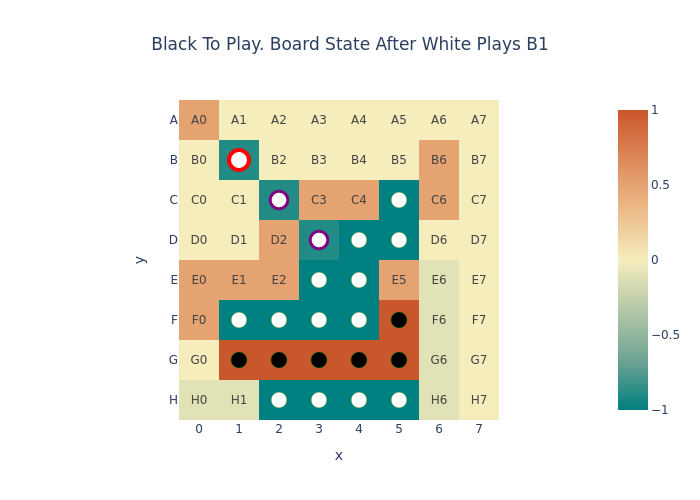 Black To Play. Board State After White Plays B1
A A0 A1 A2 A3 A4 A5 A6 A7
B B0 B2 B3 B4 B5 B6 B7
C C0 C1 C3 C4 C6 C7
D D0 D1 D2 D6 D7
E E0 E1 E2 E5 E6 E7
F F0 F6 F7
G G0 G6 G7
H H0 H1 H6 H7
0 1 2 3 4 5 6 7
x
y
1
0.5
0
−0.5
−1